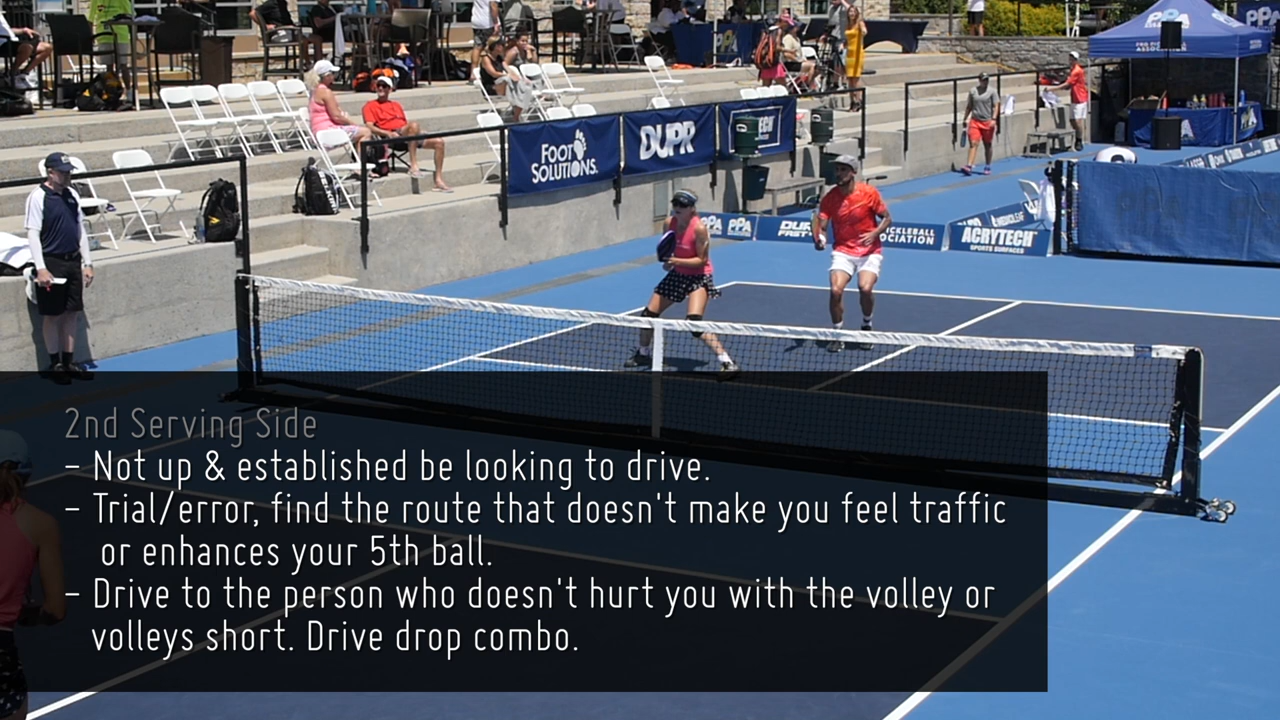 PPA
FOOT
SOLUTIONS.
DUPR
PPA PPA
ACRYTECH
SPORTS SURFACES
2nd Serving Side
- Not up & established be looking to drive.
- Trial/error, find the route that doesn't make you feel traffic
or enhances your 5th ball.
- Drive to the person who doesn't hurt you with the volley or
volleys short. Drive drop combo.